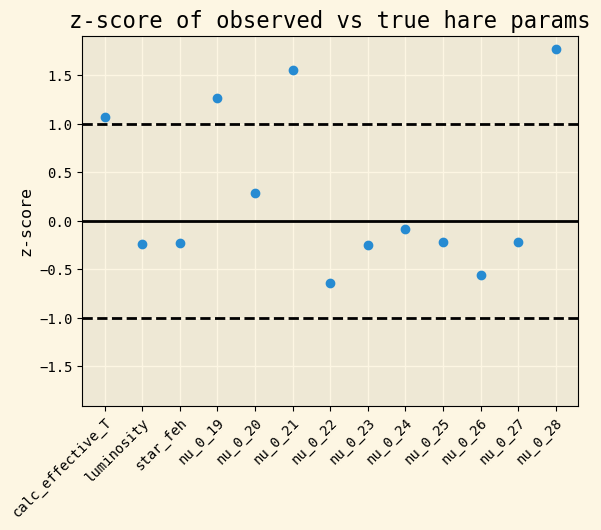 z-score of observed vs true hare params
z-score
1.5
1.0
0.5
0.0
−0.5
−1.0
−1.5
calc_effective_T
luminosity
star_feh
nu_0_19
nu_0_20
nu_0_21
nu_0_22
nu_0_23
nu_0_24
nu_0_25
nu_0_26
nu_0_27
nu_0_28